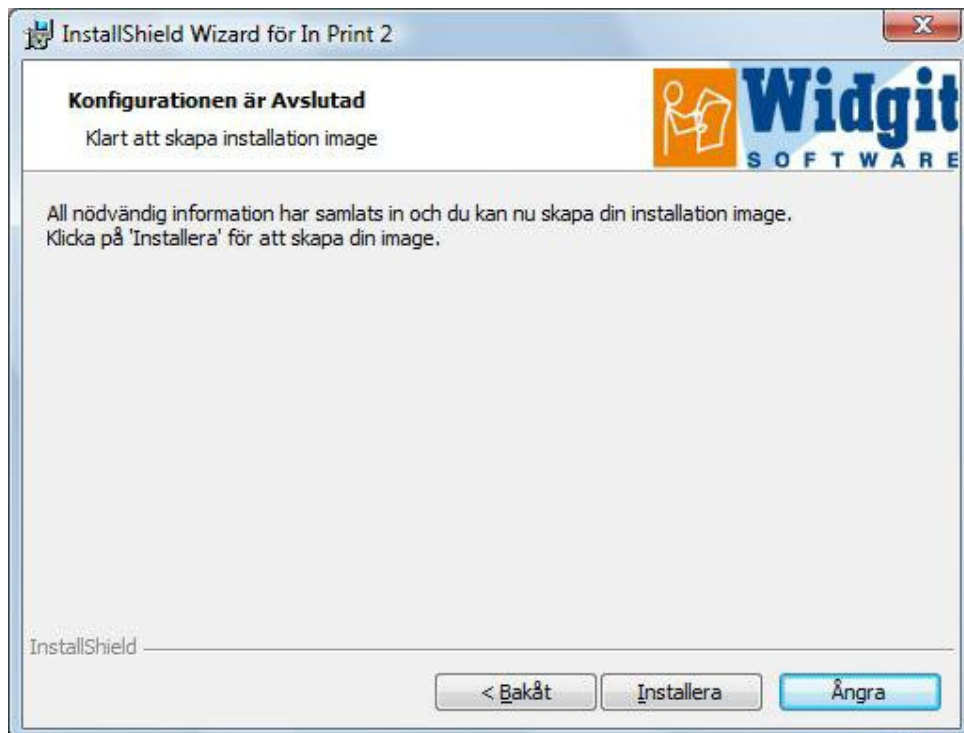 InstallShield Wizard för In Print 2
Konfigurationen är Avslutad
Klart att skapa installation image
Widgit
SOFTWARE
All nödvändig information har samlats in och du kan nu skapa din installation image.
Klicka på 'Installera' för att skapa din image.
InstallShield
< Bakåt
Installera
Ångra